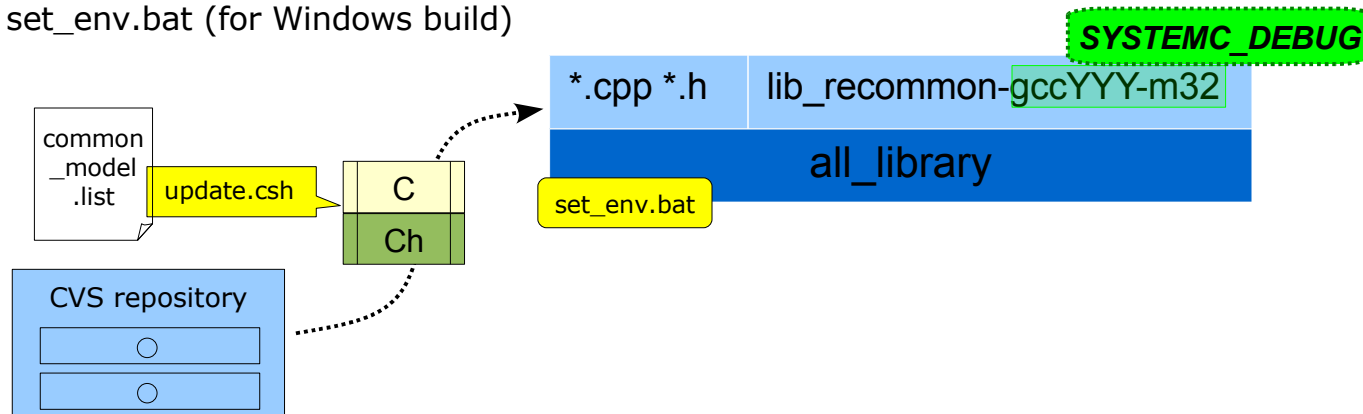 set_env.bat (for Windows build)
SYSTEMC_DEBUG
*.cpp *.h
lib_recommon-gccYYY-m32
common
_model
.list
update.csh
C
Ch
all_library
set_env.bat
CVS repository